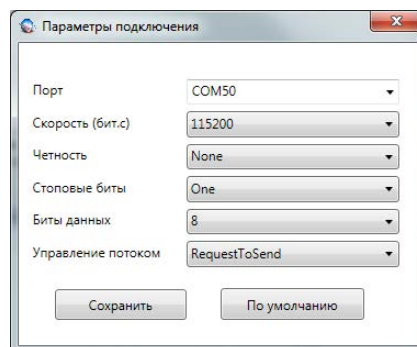 Параметры подключения
Порт COM50
Скорость (бит.с) 115200
Четность None
Стоповые биты One
Биты данных 8
Управление потоком RequestToSend
Сохранить По умолчанию